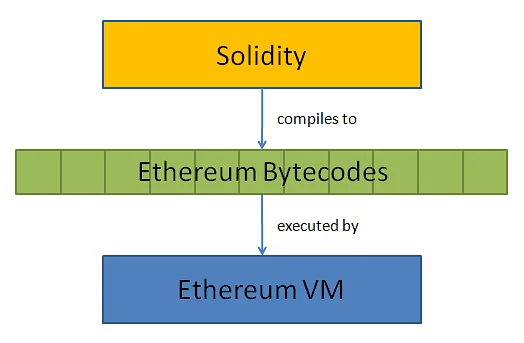 Solidity
compiles to
Ethereum Bytecodes
executed by
Ethereum VM